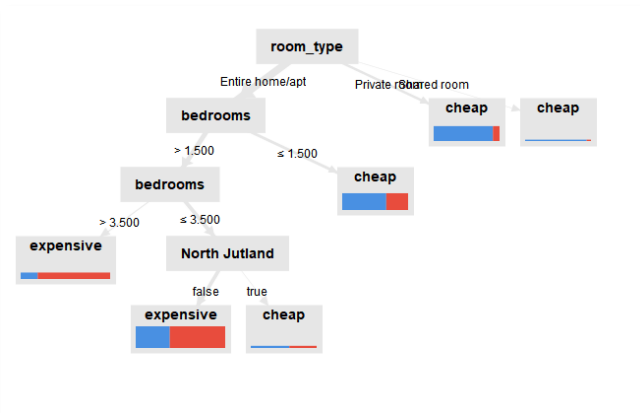 room_type
Entire home/apt
Private room
Shared room
bedrooms
cheap
cheap
> 1.500
≤ 1.500
bedrooms
cheap
> 3.500
≤ 3.500
expensive
North Jutland
false
true
expensive
cheap